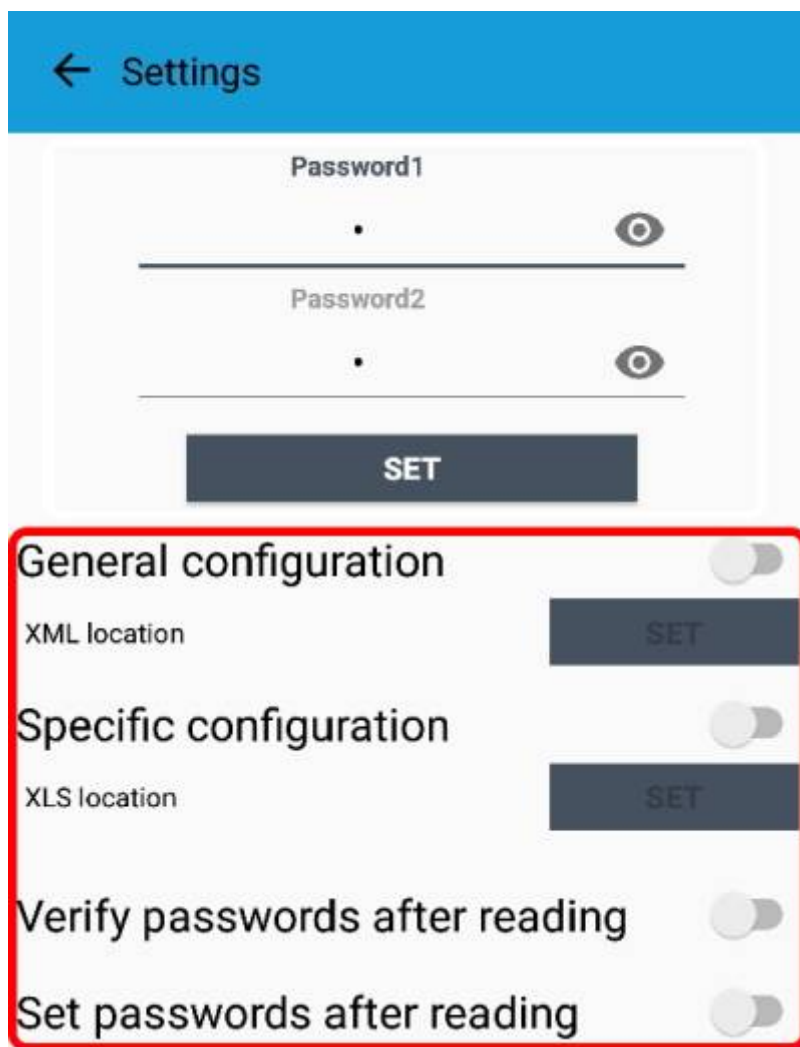 Settings
Password1
Password2
SET
General configuration
XML location
SET
Specific configuration
XLS location
SET
Verify passwords after reading
Set passwords after reading